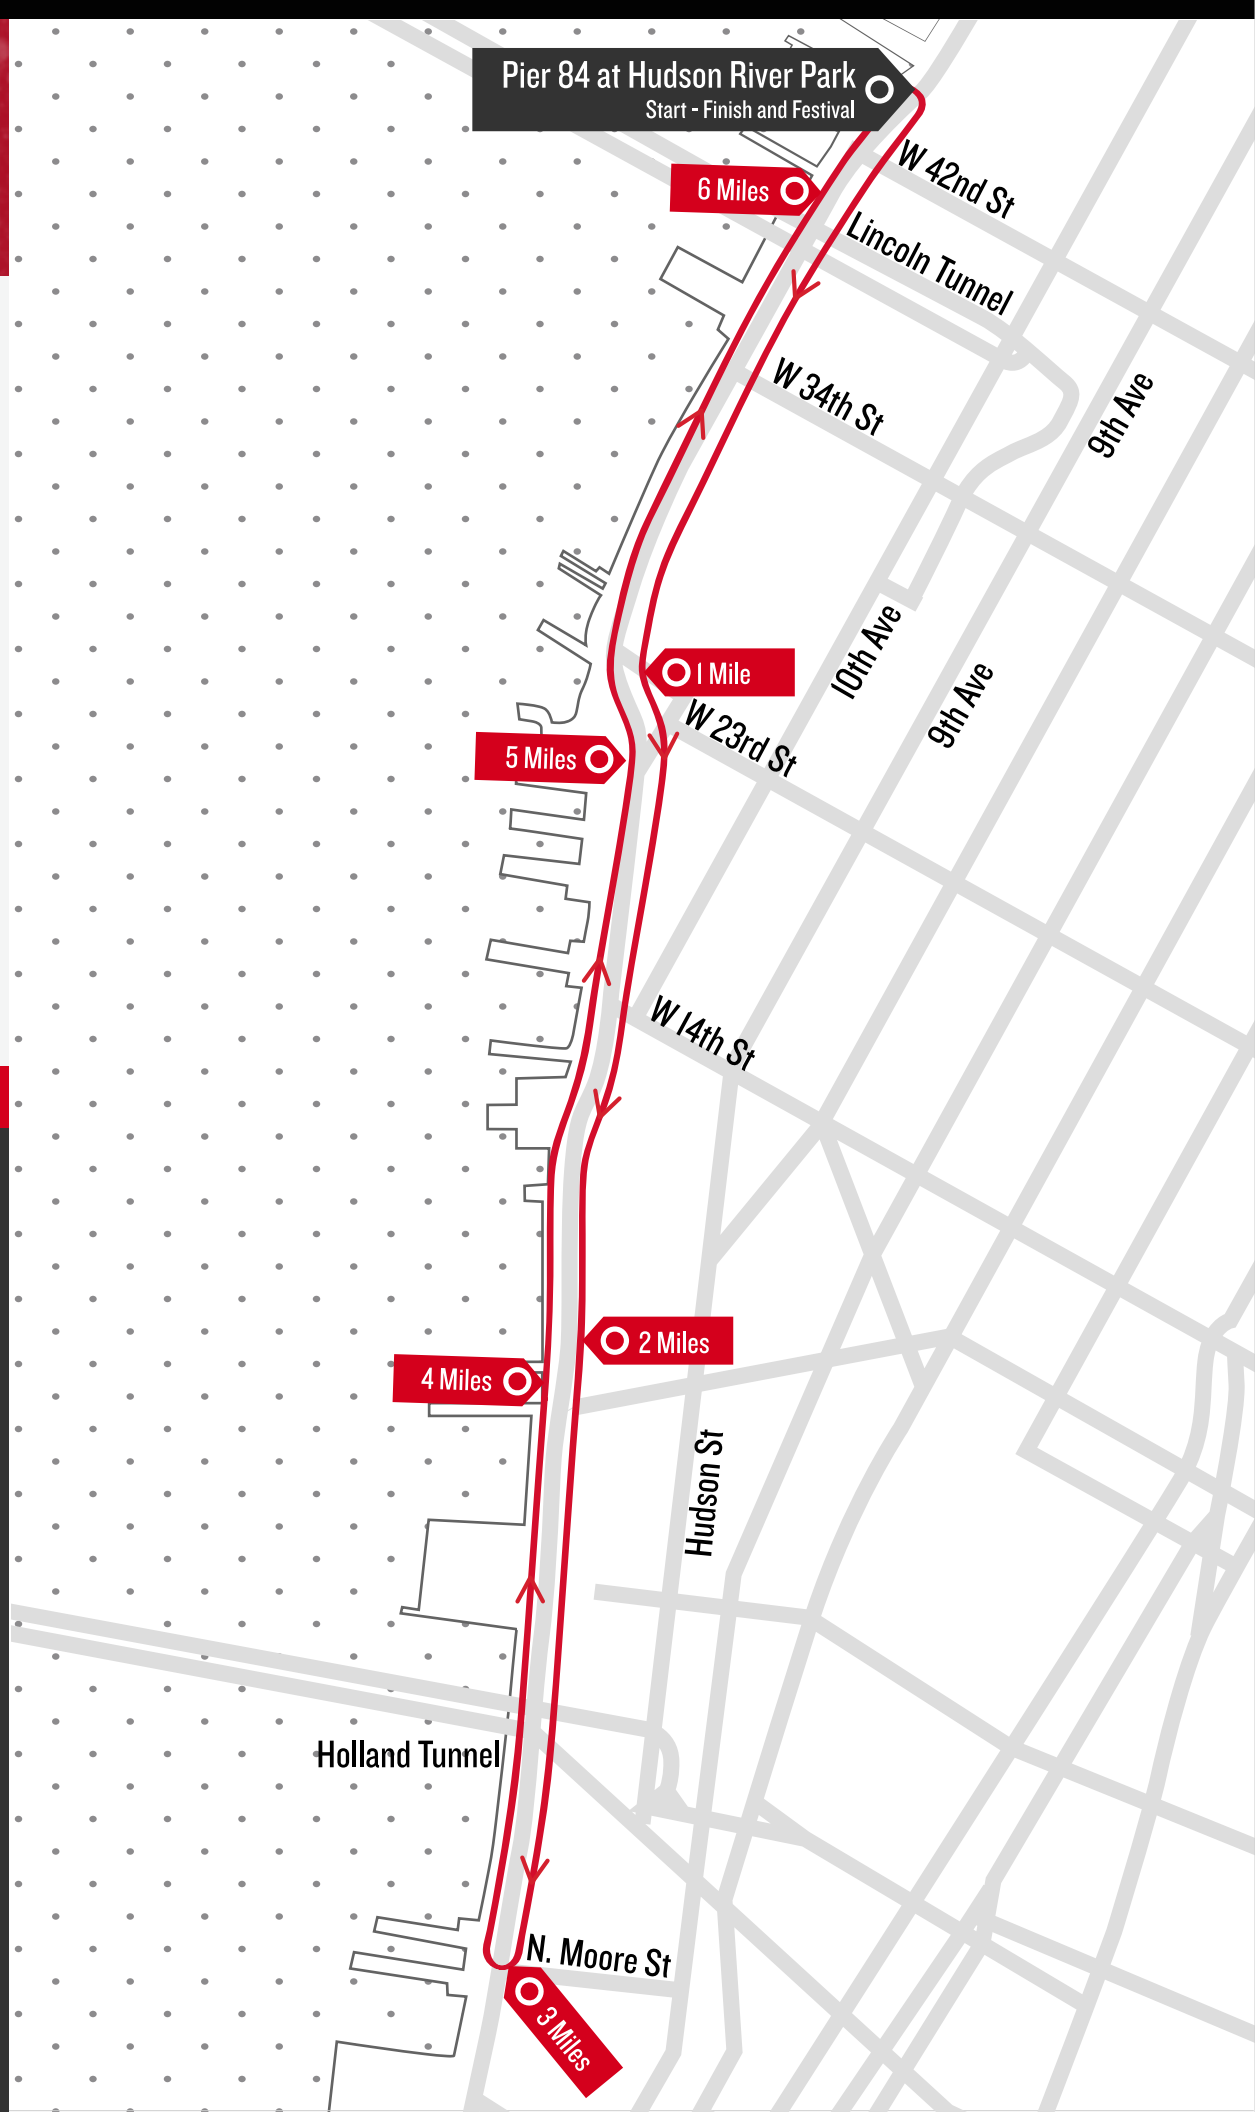 Pier 84 at Hudson River Park
Start - Finish and Festival
W 42nd St
6 Miles
Lincoln Tunnel
W 34th St
9th Ave
10th Ave
1 Mile
9th Ave
W 23rd St
5 Miles
W 14th St
2 Miles
4 Miles
Hudson St
Holland Tunnel
N. Moore St
3 Miles